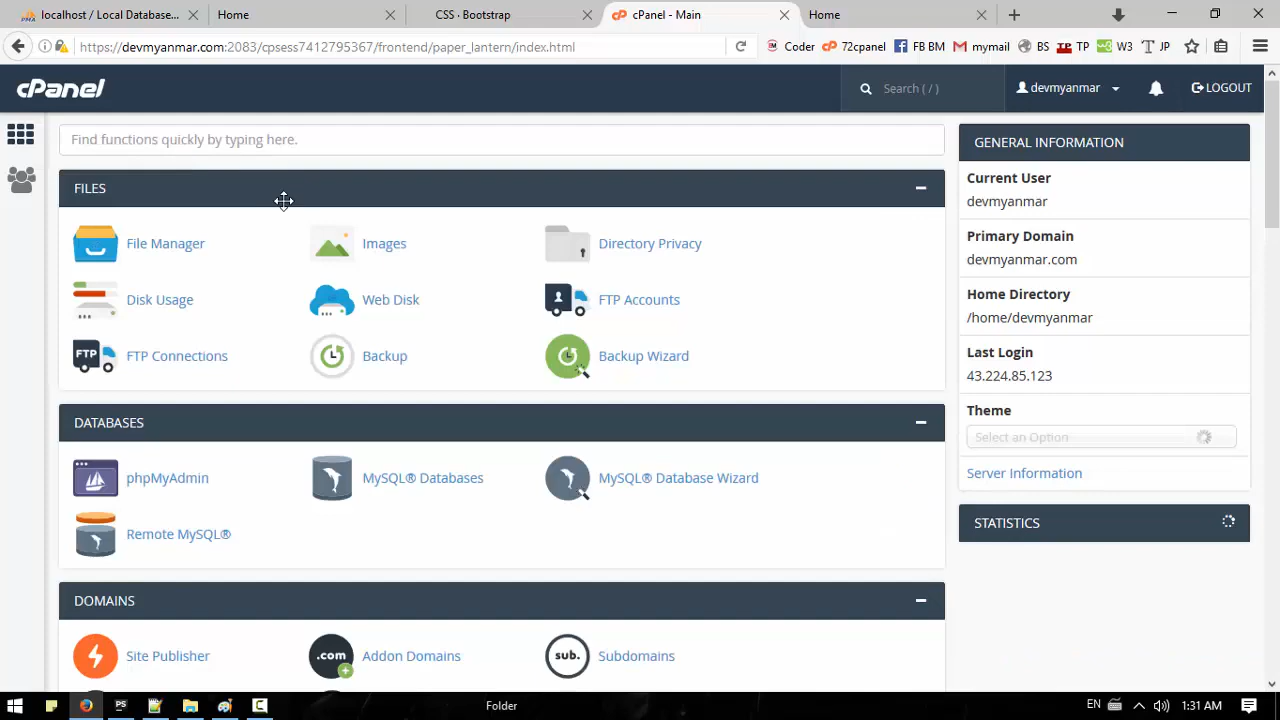 localhost / Local Database...
Home
CSS · Bootstrap
cPanel - Main
Home
https://devmyanmar.com:2083/cpsess7412795367/frontend/paper_lantern/index.html
Coder
72cpanel
FB BM
mymail
BS
TP
W3
JP
cPanel
Search ( / )
devmyanmar
LOGOUT
Find functions quickly by typing here.
FILES
File Manager
Images
Directory Privacy
Disk Usage
Web Disk
FTP Accounts
FTP
FTP Connections
Backup
Backup Wizard
DATABASES
phpMyAdmin
MySQL® Databases
MySQL® Database Wizard
Remote MySQL®
DOMAINS
Site Publisher
.com
Addon Domains
sub.
Subdomains
GENERAL INFORMATION
Current User
devmyanmar
Primary Domain
devmyanmar.com
Home Directory
/home/devmyanmar
Last Login
43.224.85.123
Theme
Select an Option
Server Information
STATISTICS
Folder
EN
1:31 AM